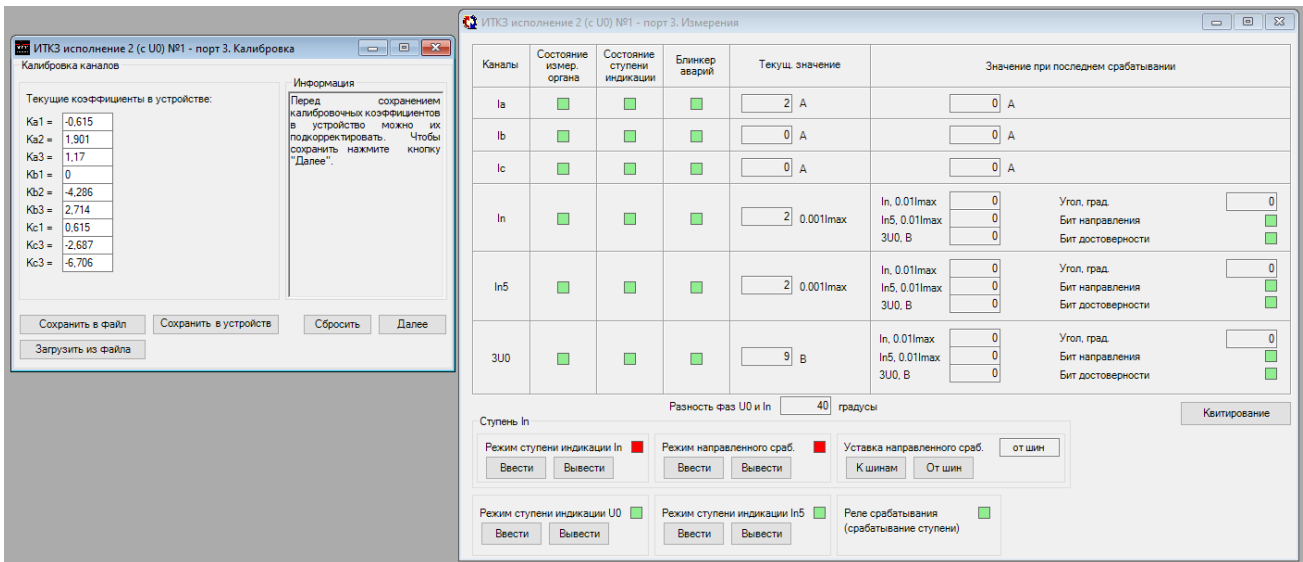 ИТКЗ исполнение 2 (с U0) №1 - порт 3. Калибровка
Калибровка каналов
Текущие коэффициенты в устройстве:
Ka1 = -0,615
Ka2 = 1,901
Ka3 = 1,17
Kb1 = 0
Kb2 = -4,286
Kb3 = 2,714
Kc1 = 0,615
Kc3 = -2,687
Kc3 = -6,706
Информация
Перед сохранением
калибровочных коэффициентов
в устройство можно их
подкорректировать. Чтобы
сохранить нажмите кнопку
"Далее".
Сохранить в файл Сохранить в устройств Сбросить Далее
Загрузить из файла
ИТКЗ исполнение 2 (с U0) №1 - порт 3. Измерения
Каналы
Состояние
измер.
органа
Состояние
ступени
индикации
Блинкер
аварий
Текущ. значение
Значение при последнем срабатывании
Ia 2 A 0 A
Ib 0 A 0 A
Ic 0 A 0 A
In 2 0.001Imax
In, 0.01Imax 0 Угол, град. 0
In5, 0.01Imax 0 Бит направления
3U0, В 0 Бит достоверности
In5 2 0.001Imax
In, 0.01Imax 0 Угол, град. 0
In5, 0.01Imax 0 Бит направления
3U0, В 0 Бит достоверности
3U0 9 В
In, 0.01Imax 0 Угол, град. 0
In5, 0.01Imax 0 Бит направления
3U0, В 0 Бит достоверности
Разность фаз U0 и In 40 градусы
Квитирование
Ступень In
Режим ступени индикации In
Ввести Вывести
Режим направленного сраб.
Ввести Вывести
Уставка направленного сраб. от шин
К шинам От шин
Режим ступени индикации U0
Ввести Вывести
Режим ступени индикации In5
Ввести Вывести
Реле срабатывания
(срабатывание ступени)